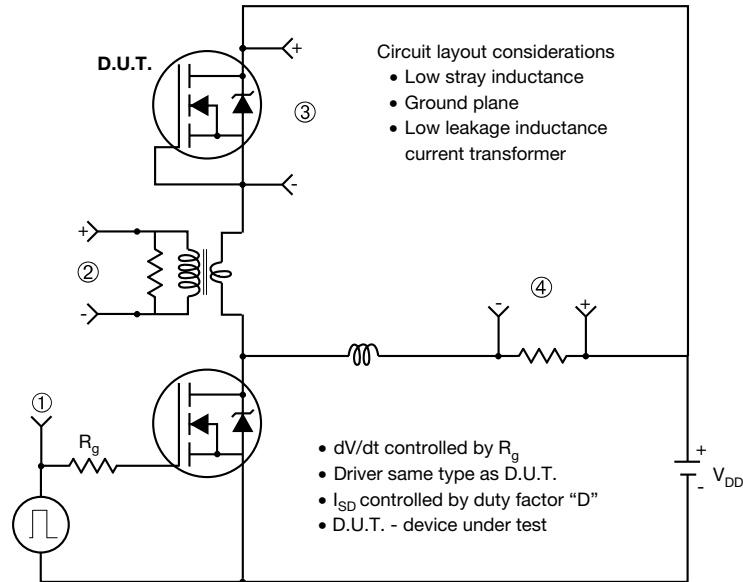 D.U.T.
+
Circuit layout considerations
• Low stray inductance
• Ground plane
• Low leakage inductance
current transformer
③
-
+
②
-
④
-
+
①
Rg
• dV/dt controlled by Rg
• Driver same type as D.U.T.
• ISD controlled by duty factor “D”
• D.U.T. - device under test
+
-
VDD